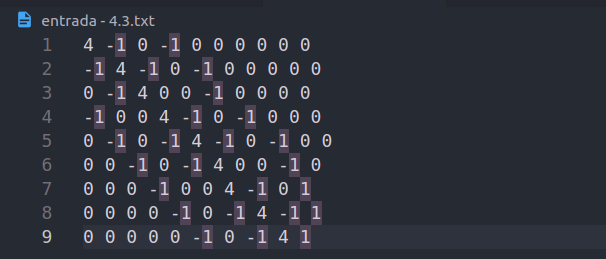 entrada - 4.3.txt
1 4 -1 0 -1 0 0 0 0 0 0
2 -1 4 -1 0 -1 0 0 0 0 0
3 0 -1 4 0 0 -1 0 0 0 0
4 -1 0 0 4 -1 0 -1 0 0 0
5 0 -1 0 -1 4 -1 0 -1 0 0
6 0 0 -1 0 -1 4 0 0 -1 0
7 0 0 0 -1 0 0 4 -1 0 1
8 0 0 0 0 -1 0 -1 4 -1 1
9 0 0 0 0 0 -1 0 -1 4 1